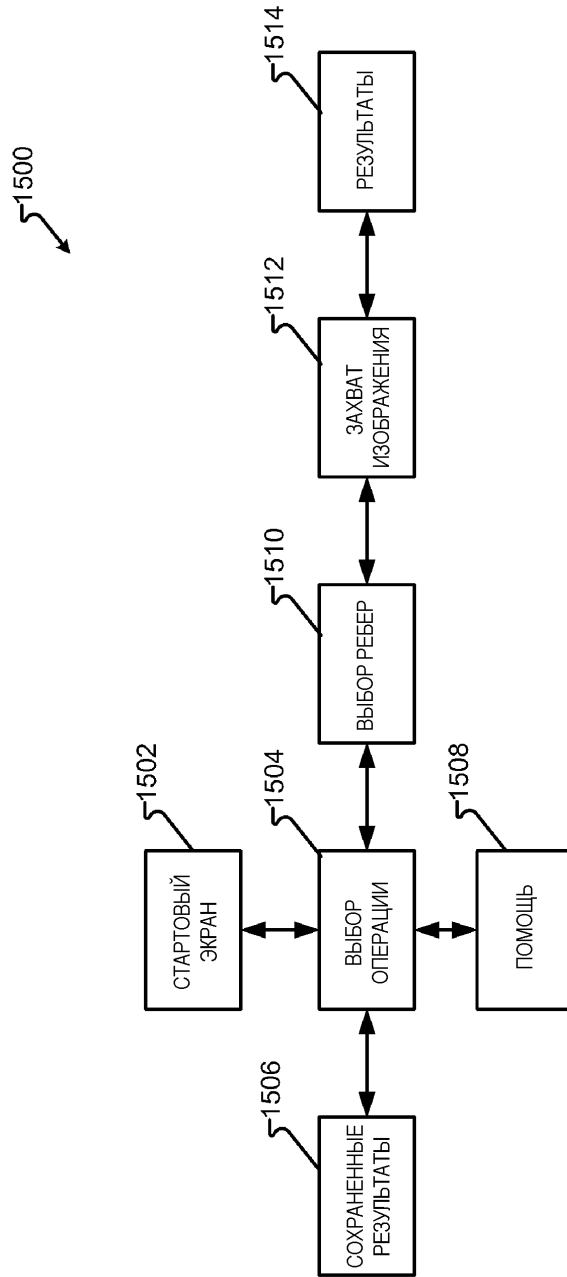 1500
1502
СТАРТОВЫЙ
ЭКРАН
1506
СОХРАНЕННЫЕ
РЕЗУЛЬТАТЫ
1504
ВЫБОР
ОПЕРАЦИИ
1510
ВЫБОР РЕБЕР
1512
ЗАХВАТ
ИЗОБРАЖЕНИЯ
1514
РЕЗУЛЬТАТЫ
1508
ПОМОЩЬ